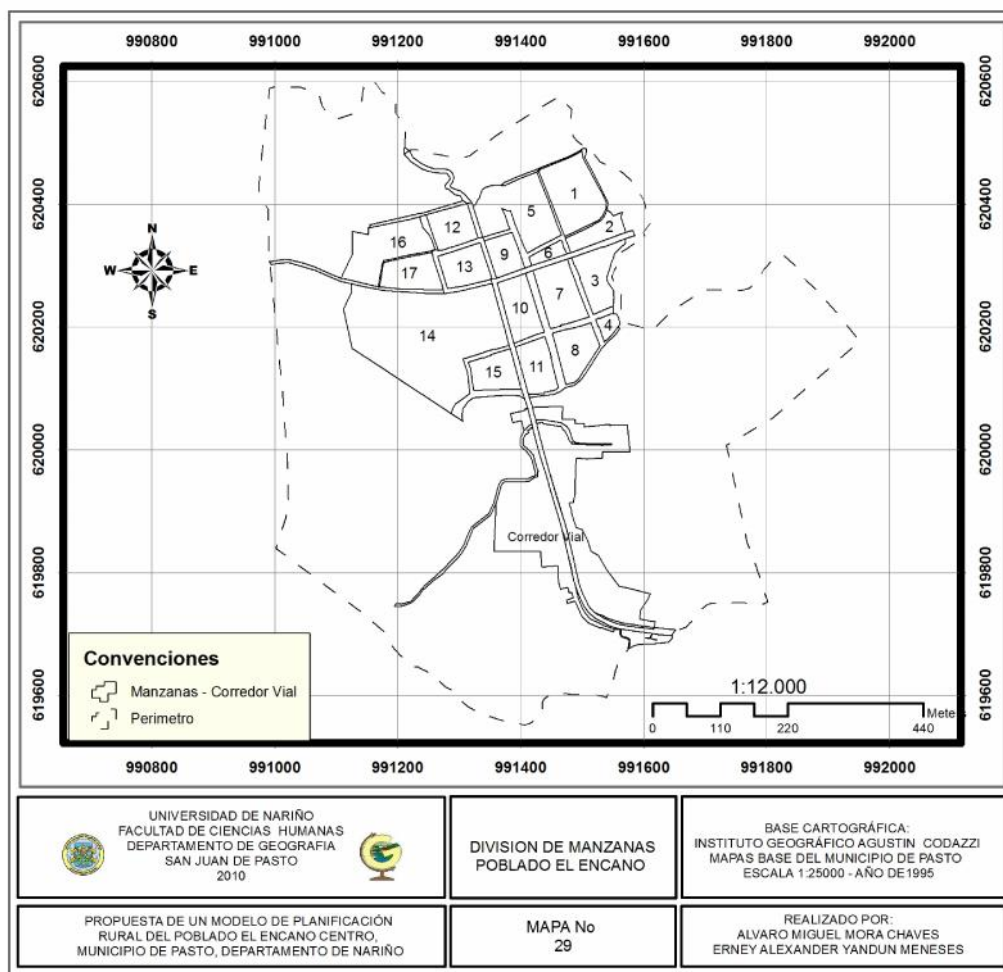 990800 991000 991200 991400 991600 991800 992000
620600 620600
620400 620400
620200 620200
620000 620000
619800 619800
619600 619600
N
W E
S
1
5
2
12
16
9
6
13
17
3
7
10
4
14
8
11
15
Corredor Vial
Convenciones
Manzanas - Corredor Vial
Perimetro
1:12.000
Meters
0 110 220 440
990800 991000 991200 991400 991600 991800 992000
UNIVERSIDAD DE NARIÑO
FACULTAD DE CIENCIAS HUMANAS
DEPARTAMENTO DE GEOGRAFIA
SAN JUAN DE PASTO
2010
DIVISION DE MANZANAS
POBLADO EL ENCANO
BASE CARTOGRÁFICA:
INSTITUTO GEOGRÁFICO AGUSTIN CODAZZI
MAPAS BASE DEL MUNICIPIO DE PASTO
ESCALA 1:25000 - AÑO DE1995
PROPUESTA DE UN MODELO DE PLANIFICACIÓN
RURAL DEL POBLADO EL ENCANO CENTRO,
MUNICIPIO DE PASTO, DEPARTAMENTO DE NARIÑO
MAPA No
29
REALIZADO POR:
ALVARO MIGUEL MORA CHAVES
ERNEY ALEXANDER YANDUN MENESES